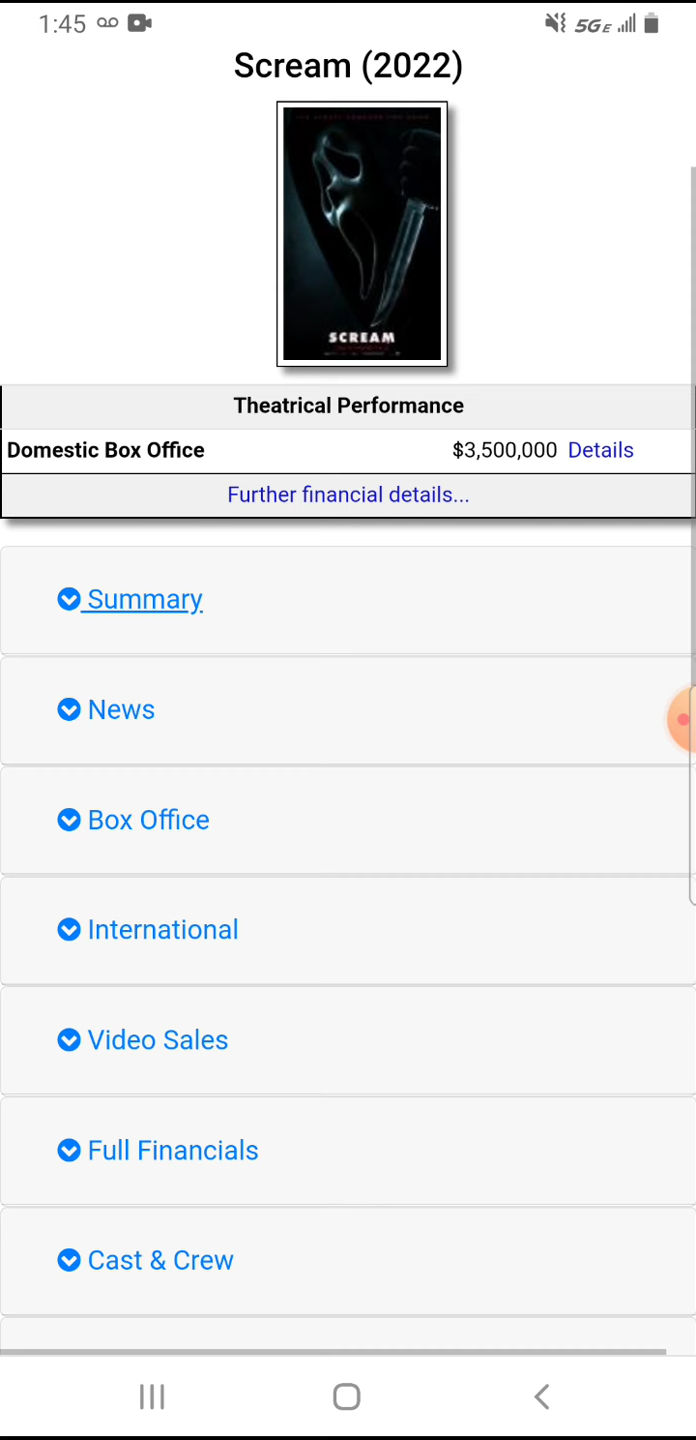 1:45
5GE
Scream (2022)
SCREAM
Theatrical Performance
Domestic Box Office $3,500,000 Details
Further financial details...
Summary
News
Box Office
International
Video Sales
Full Financials
Cast & Crew